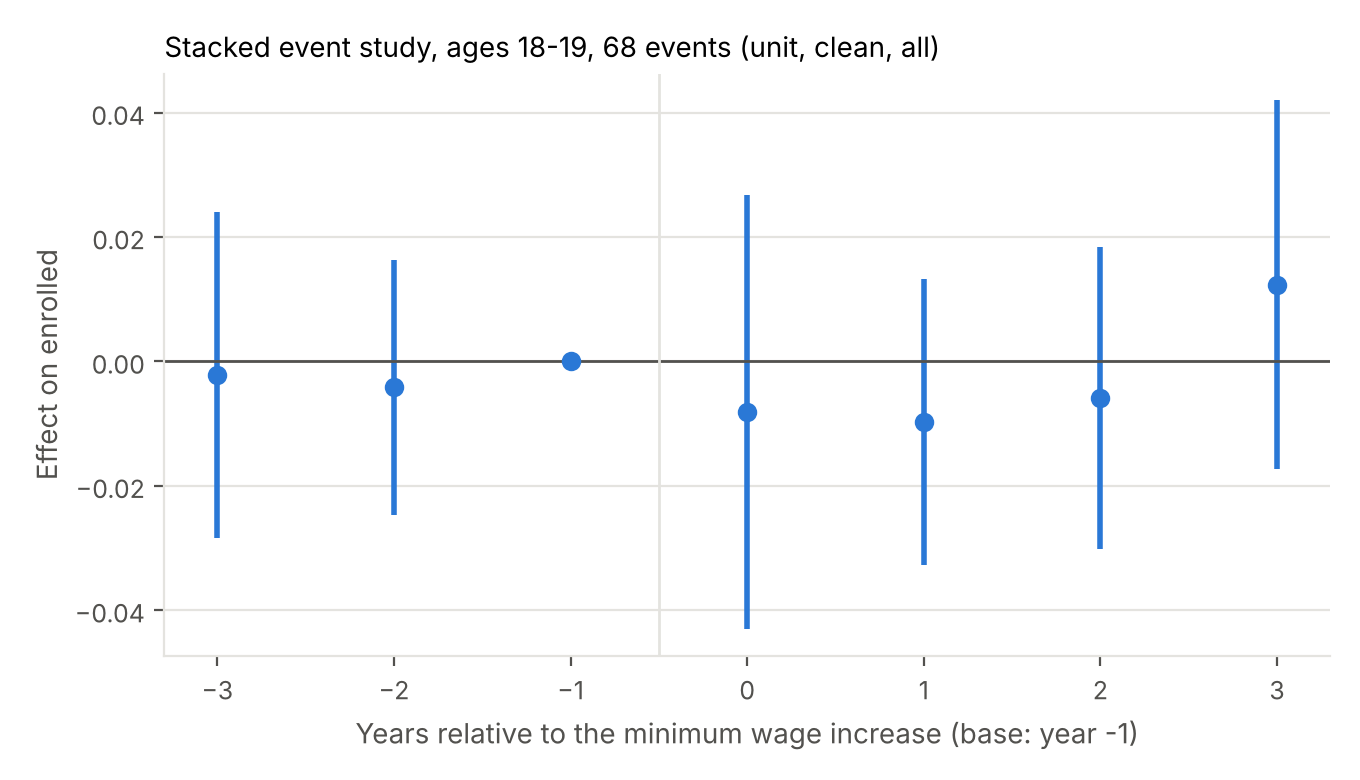 Stacked event study, ages 18-19, 68 events (unit, clean, all)
Effect on enrolled
0.04
0.02
0.00
−0.02
−0.04
−3 −2 −1 0 1 2 3
Years relative to the minimum wage increase (base: year -1)